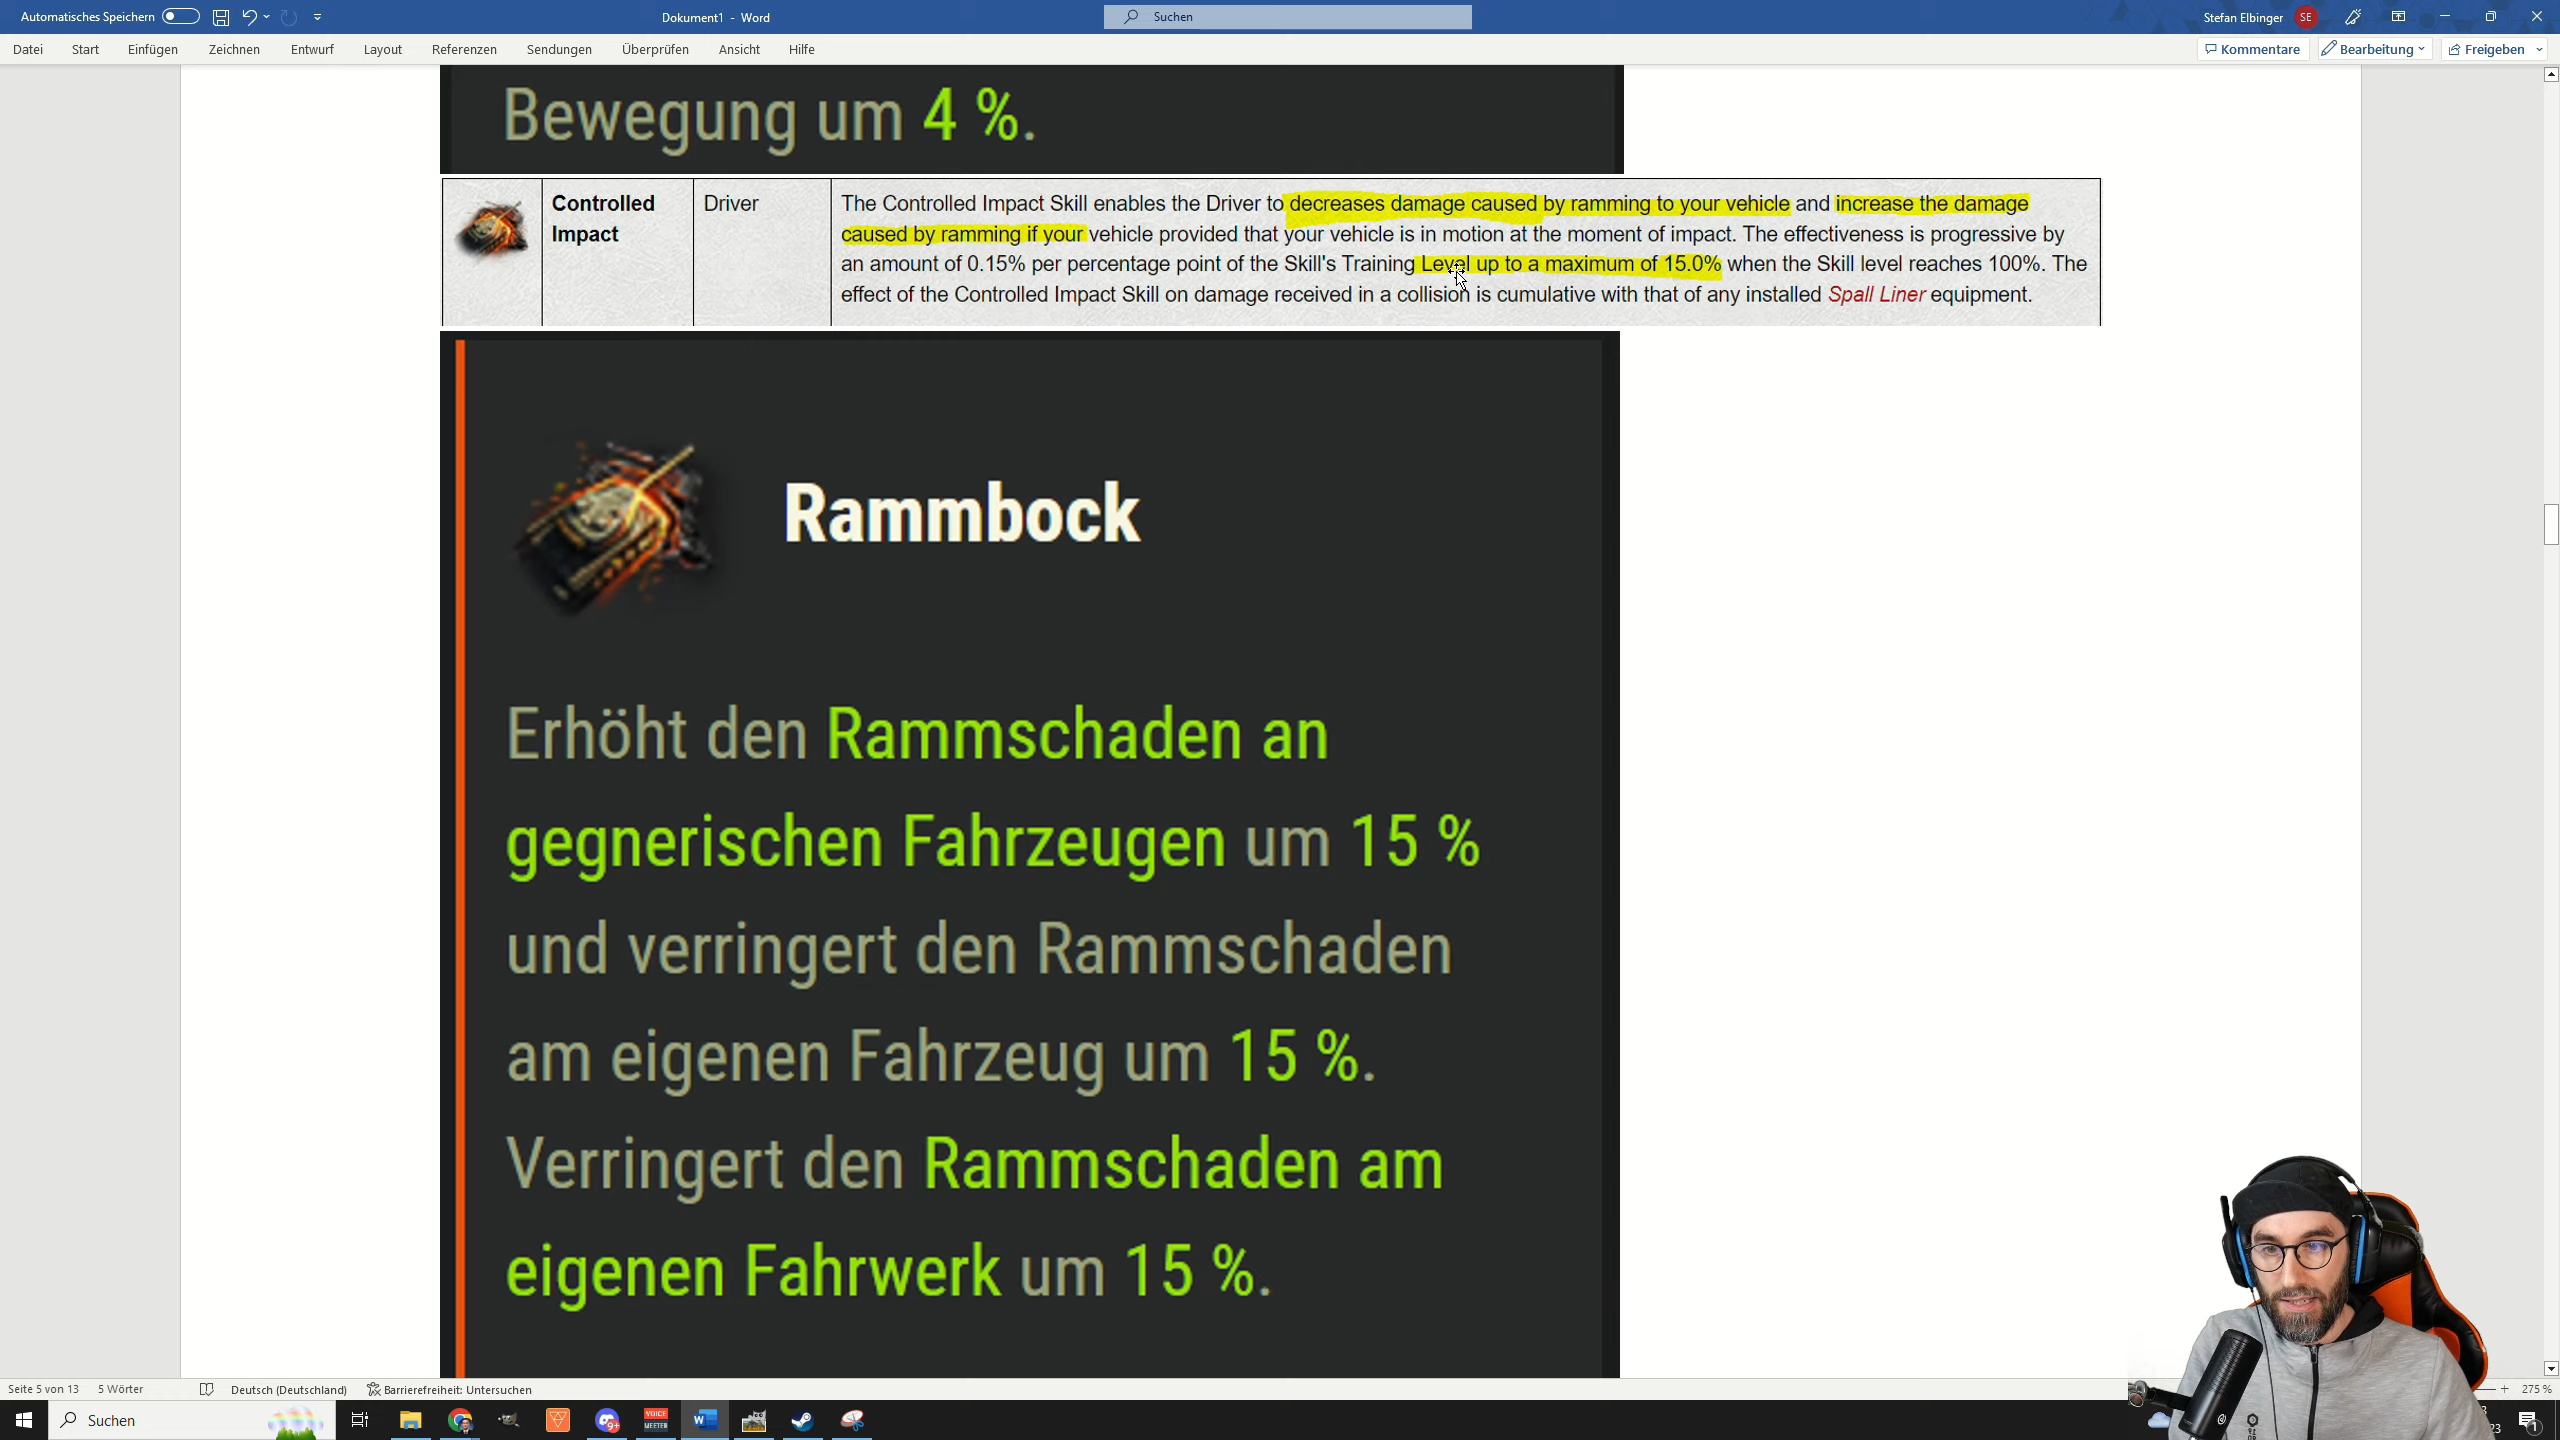 Automatisches Speichern
Dokument1 - Word
Suchen
Stefan Elbinger
SE
Datei
Start
Einfügen
Zeichnen
Entwurf
Layout
Referenzen
Sendungen
Überprüfen
Ansicht
Hilfe
Kommentare
Bearbeitung
Freigeben
Bewegung um 4 %.
Controlled
Impact
Driver
The Controlled Impact Skill enables the Driver to decreases damage caused by ramming to your vehicle and increase the damage
caused by ramming if your vehicle provided that your vehicle is in motion at the moment of impact. The effectiveness is progressive by
an amount of 0.15% per percentage point of the Skill's Training Level up to a maximum of 15.0% when the Skill level reaches 100%. The
effect of the Controlled Impact Skill on damage received in a collision is cumulative with that of any installed Spall Liner equipment.
Rammbock
Erhöht den Rammschaden an
gegnerischen Fahrzeugen um 15 %
und verringert den Rammschaden
am eigenen Fahrzeug um 15 %.
Verringert den Rammschaden am
eigenen Fahrwerk um 15 %.
Seite 5 von 13
5 Wörter
Deutsch (Deutschland)
Barrierefreiheit: Untersuchen
275 %
Suchen
9+
VOICE
MEETER
23
1